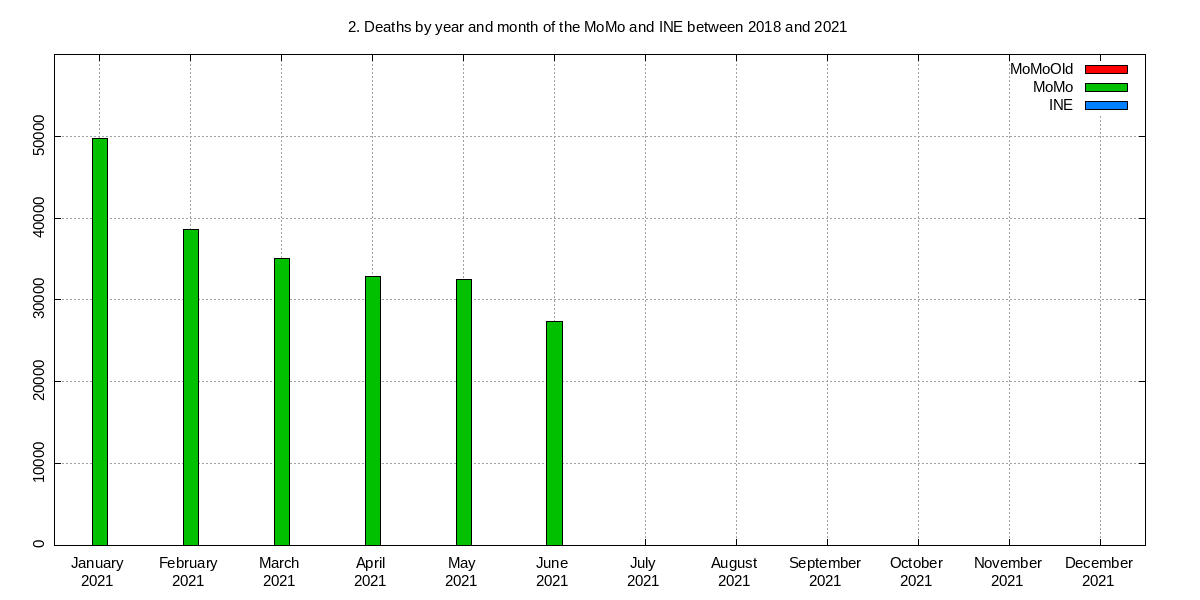 2. Deaths by year and month of the MoMo and INE between 2018 and 2021
MoMoOld
MoMo
INE
50000
40000
30000
20000
10000
0
January February March April May June July August September October November December
2021 2021 2021 2021 2021 2021 2021 2021 2021 2021 2021 2021